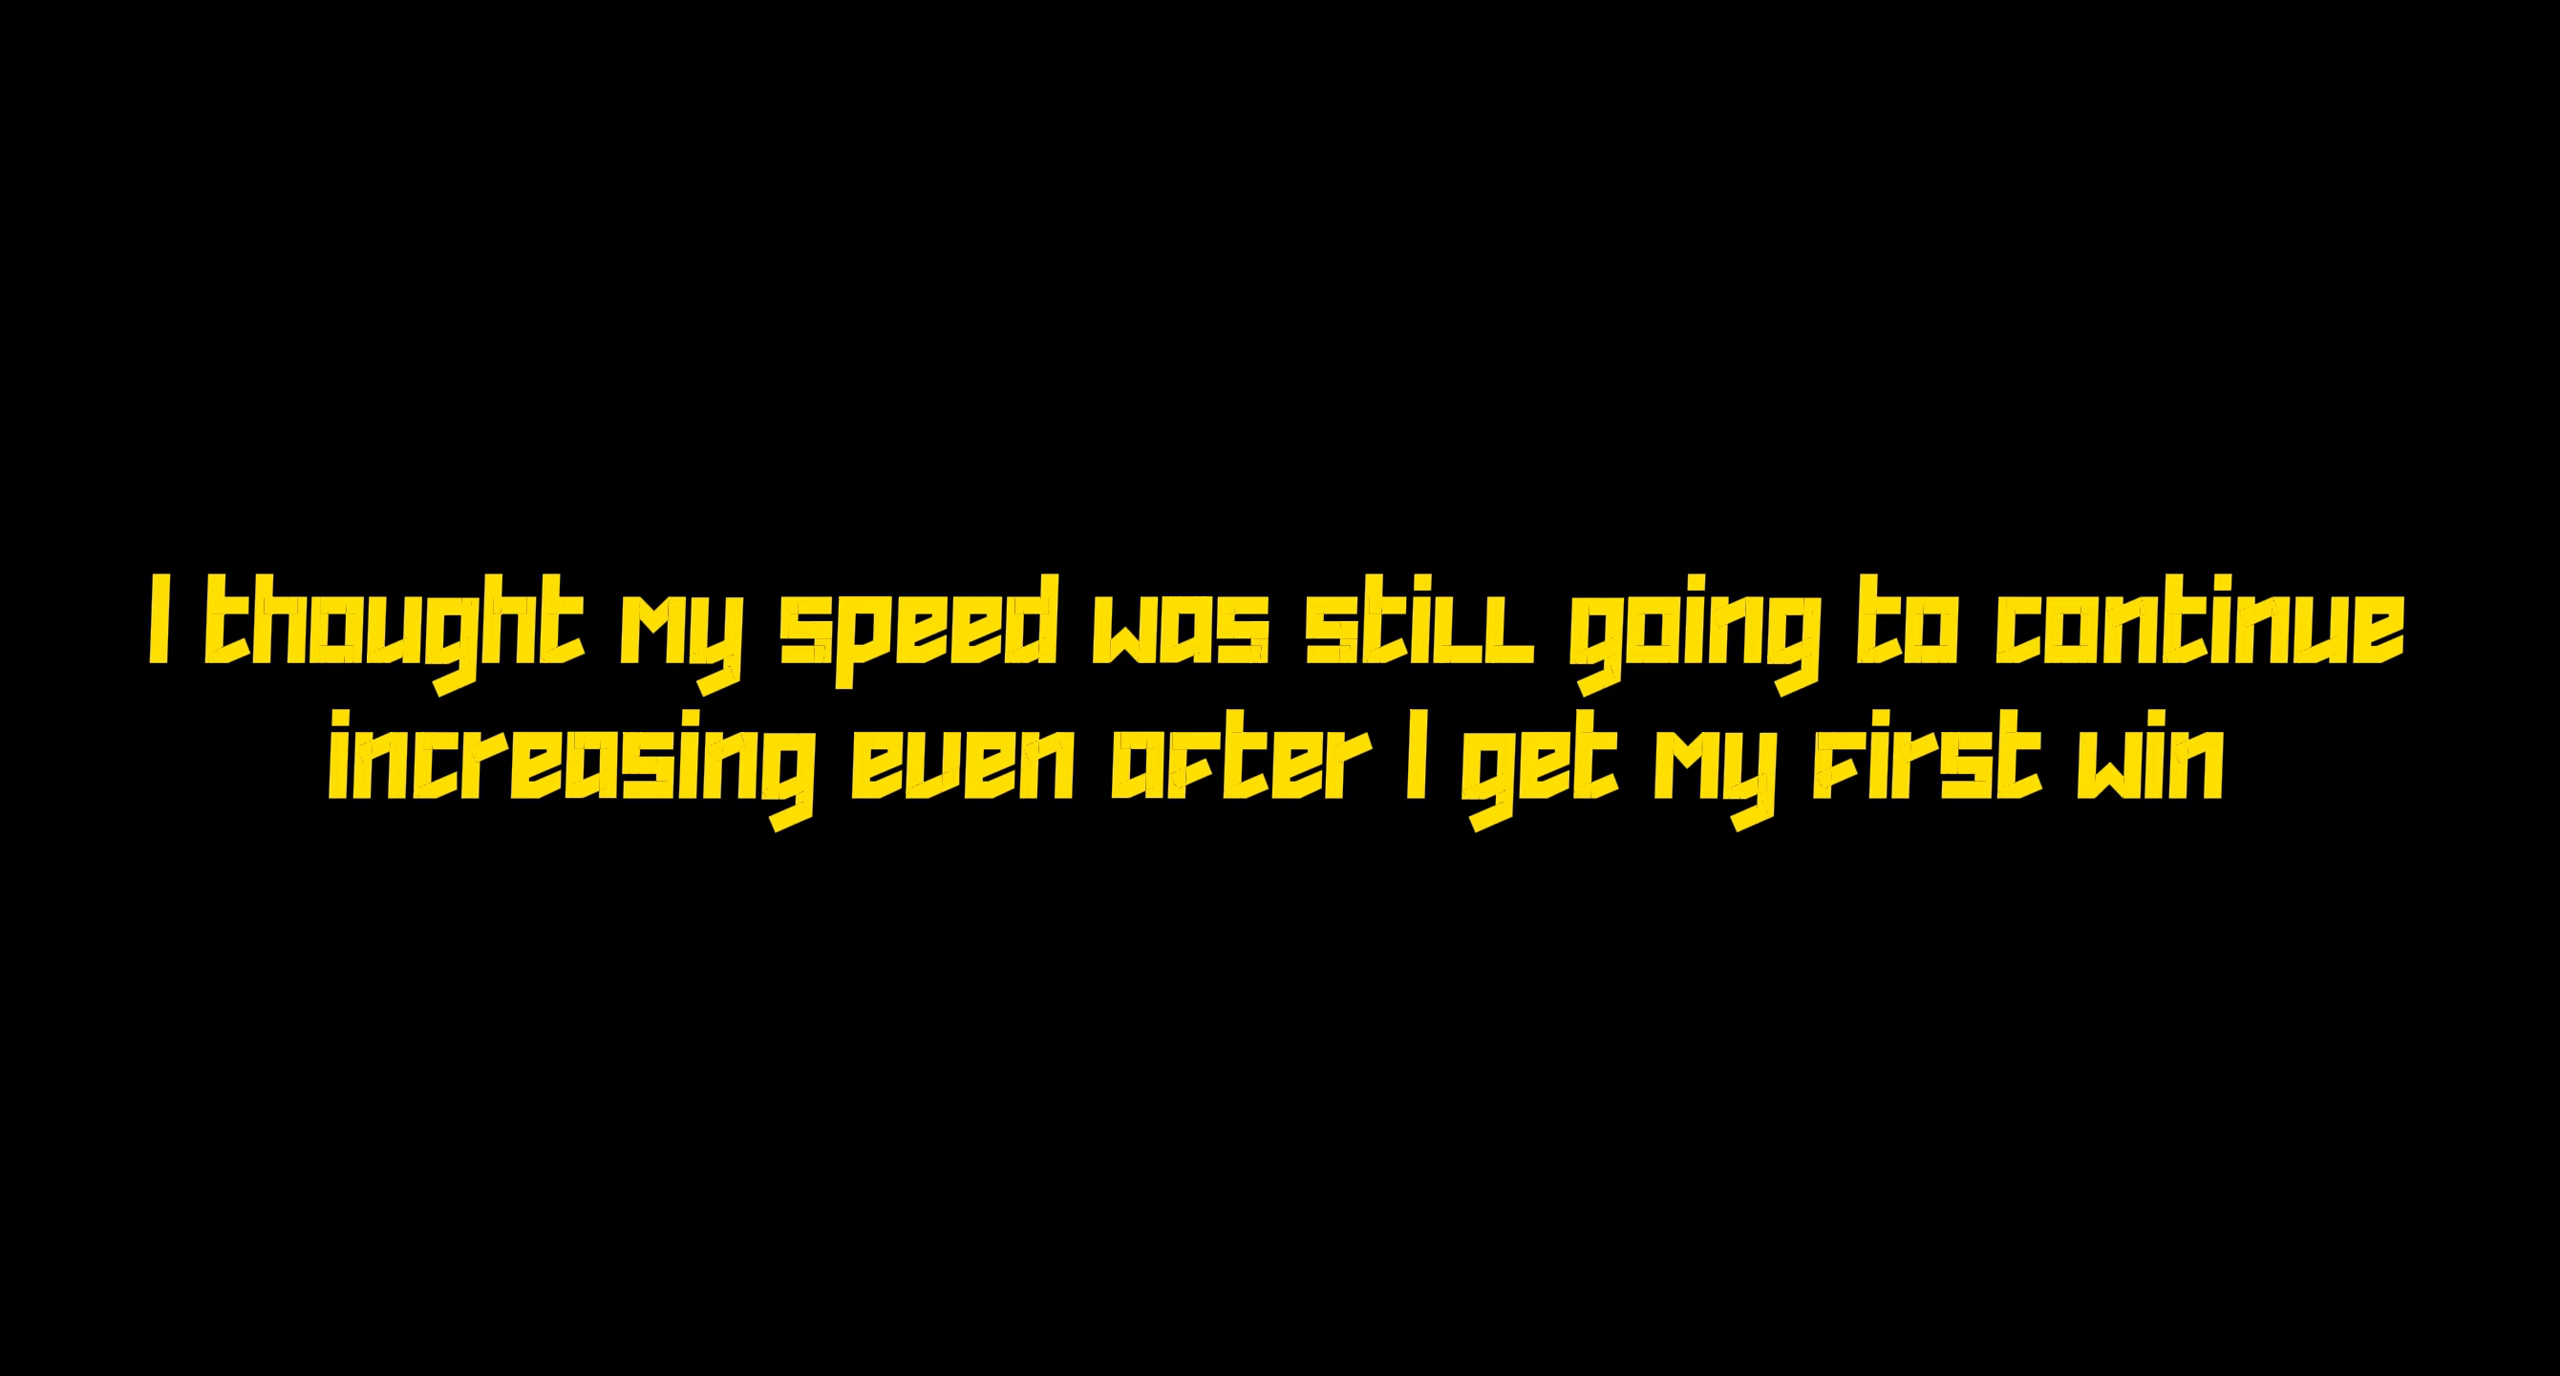 I thought my speed was still going to continue
increasing even after I get my first win